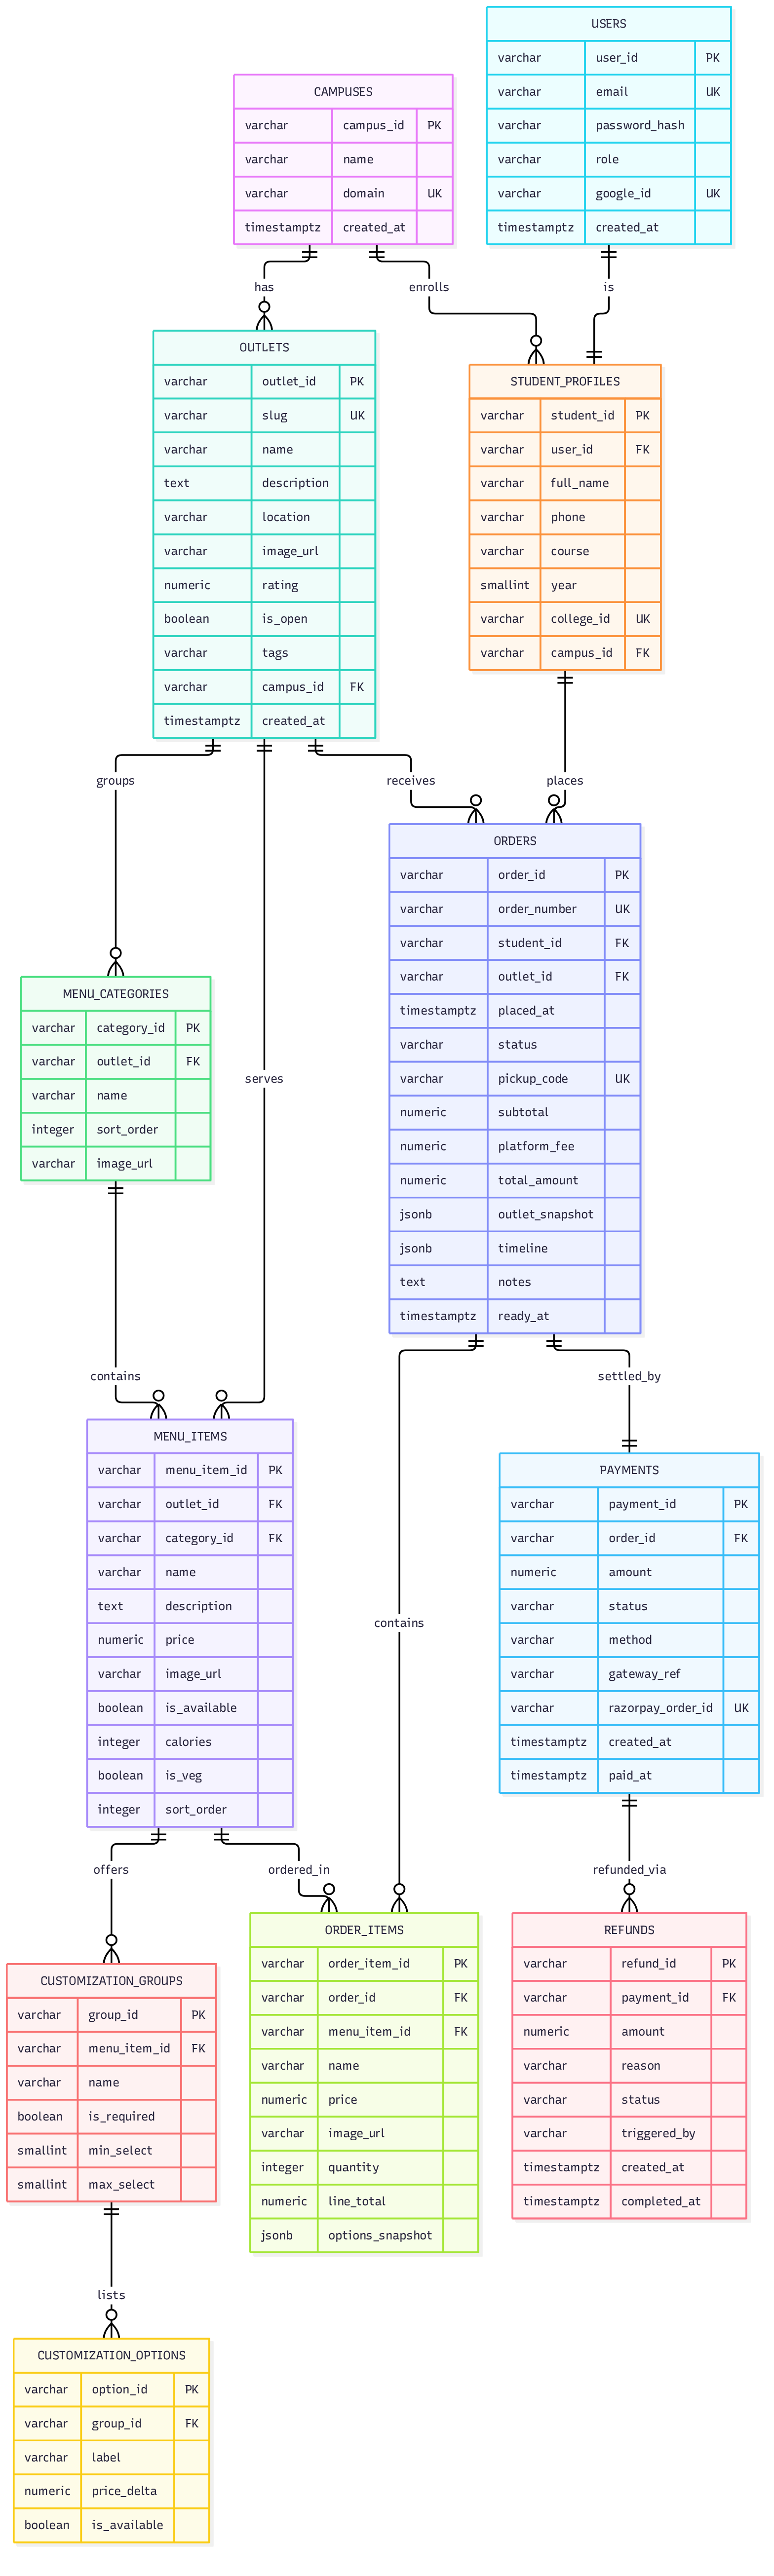 USERS
varchar user_id PK
varchar email UK
varchar password_hash
varchar role
varchar google_id UK
timestamptz created_at
CAMPUSES
varchar campus_id PK
varchar name
varchar domain UK
timestamptz created_at
has
enrolls
is
OUTLETS
varchar outlet_id PK
varchar slug UK
varchar name
text description
varchar location
varchar image_url
numeric rating
boolean is_open
varchar tags
varchar campus_id FK
timestamptz created_at
STUDENT_PROFILES
varchar student_id PK
varchar user_id FK
varchar full_name
varchar phone
varchar course
smallint year
varchar college_id UK
varchar campus_id FK
groups
receives
places
ORDERS
varchar order_id PK
varchar order_number UK
varchar student_id FK
varchar outlet_id FK
timestamptz placed_at
varchar status
varchar pickup_code UK
numeric subtotal
numeric platform_fee
numeric total_amount
jsonb outlet_snapshot
jsonb timeline
text notes
timestamptz ready_at
MENU_CATEGORIES
varchar category_id PK
varchar outlet_id FK
varchar name
integer sort_order
varchar image_url
serves
contains
settled_by
MENU_ITEMS
varchar menu_item_id PK
varchar outlet_id FK
varchar category_id FK
varchar name
text description
numeric price
varchar image_url
boolean is_available
integer calories
boolean is_veg
integer sort_order
contains
PAYMENTS
varchar payment_id PK
varchar order_id FK
numeric amount
varchar status
varchar method
varchar gateway_ref
varchar razorpay_order_id UK
timestamptz created_at
timestamptz paid_at
offers
ordered_in
refunded_via
ORDER_ITEMS
varchar order_item_id PK
varchar order_id FK
varchar menu_item_id FK
varchar name
numeric price
varchar image_url
integer quantity
numeric line_total
jsonb options_snapshot
REFUNDS
varchar refund_id PK
varchar payment_id FK
numeric amount
varchar reason
varchar status
varchar triggered_by
timestamptz created_at
timestamptz completed_at
CUSTOMIZATION_GROUPS
varchar group_id PK
varchar menu_item_id FK
varchar name
boolean is_required
smallint min_select
smallint max_select
lists
CUSTOMIZATION_OPTIONS
varchar option_id PK
varchar group_id FK
varchar label
numeric price_delta
boolean is_available